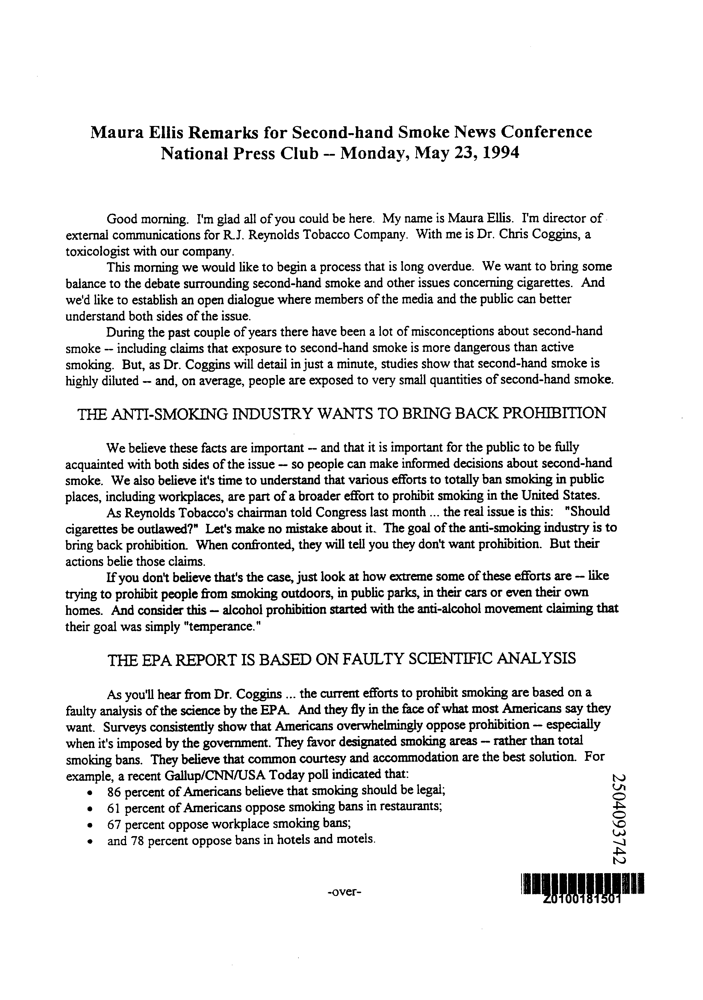 Maura Ellis Remarks for Second-hand Smoke News Conference
National Press Club -- Monday, May 23, 1994
Good morning. I'm glad all of you could be here. My name is Maura Ellis. I'm director of
external communications for R.J. Reynolds Tobacco Company. With me is Dr. Chris Coggins, a
toxicologist with our company.
This morning we would like to begin a process that is long overdue. We want to bring some
balance to the debate surrounding second-hand smoke and other issues concerning cigarettes. And
we'd like to establish an open dialogue where members of the media and the public can better
understand both sides of the issue.
During the past couple of years there have been a lot of misconceptions about second-hand
smoke -- including claims that exposure to second-hand smoke is more dangerous than active
smoking. But, as Dr. Coggins will detail in just a minute, studies show that second-hand smoke is
highly diluted -- and, on average, people are exposed to very small quantities of second-hand smoke.
THE ANTI-SMOKING INDUSTRY WANTS TO BRING BACK PROHIBITION
We believe these facts are important -- and that it is important for the public to be fully
acquainted with both sides of the issue -- so people can make informed decisions about second-hand
smoke. We also believe it's time to understand that various efforts to totally ban smoking in public
places, including workplaces, are part of a broader effort to prohibit smoking in the United States.
As Reynolds Tobacco's chairman told Congress last month ... the real issue is this: "Should
cigarettes be outlawed?" Let's make no mistake about it. The goal of the anti-smoking industry is to
bring back prohibition. When confronted, they will tell you they don't want prohibition. But their
actions belie those claims.
If you don't believe that's the case, just look at how extreme some of these efforts are -- like
trying to prohibit people from smoking outdoors, in public parks, in their cars or even their own
homes. And consider this -- alcohol prohibition started with the anti-alcohol movement claiming that
their goal was simply "temperance."
THE EPA REPORT IS BASED ON FAULTY SCIENTIFIC ANALYSIS
As you'll hear from Dr. Coggins ... the current efforts to prohibit smoking are based on a
faulty analysis of the science by the EPA. And they fly in the face of what most Americans say they
want. Surveys consistently show that Americans overwhelmingly oppose prohibition -- especially
when it's imposed by the government. They favor designated smoking areas -- rather than total
smoking bans. They believe that common courtesy and accommodation are the best solution. For
example, a recent Gallup/CNN/USA Today poll indicated that:
• 86 percent of Americans believe that smoking should be legal;
• 61 percent of Americans oppose smoking bans in restaurants;
• 67 percent oppose workplace smoking bans;
• and 78 percent oppose bans in hotels and motels.
2504093742
-over-
Z0100181501